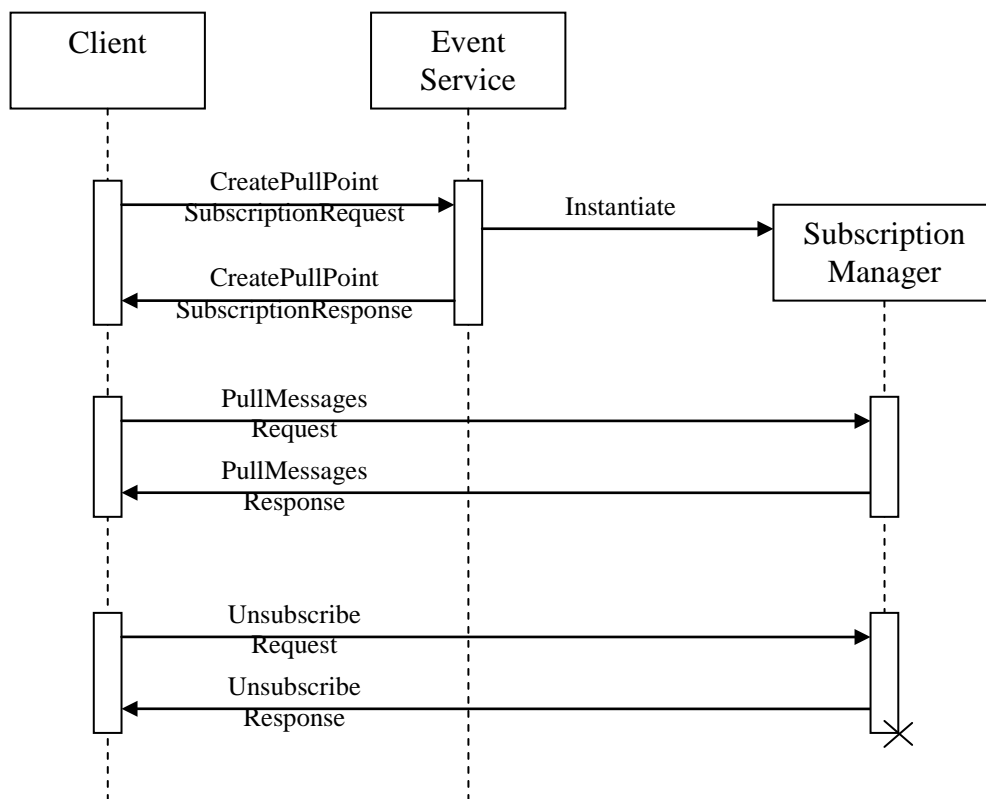 Client
Event
Service
CreatePullPoint
SubscriptionRequest
Instantiate
Subscription
Manager
CreatePullPoint
SubscriptionResponse
PullMessages
Request
PullMessages
Response
Unsubscribe
Request
Unsubscribe
Response